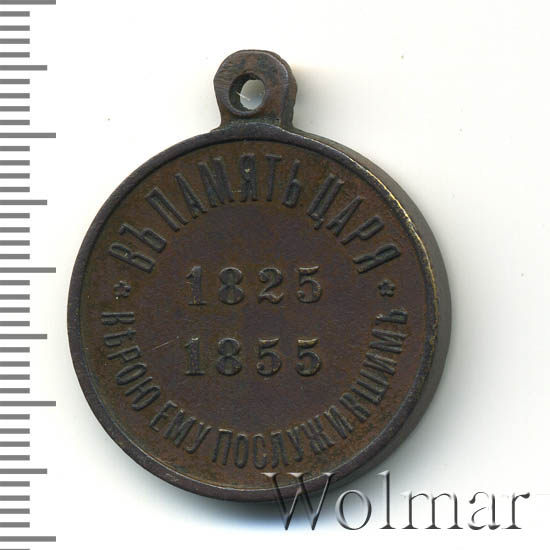 ВЪ ПАМЯТЬ ЦАРЯ
1825
1855
ВѢРОЮ ЕМУ ПОСЛУЖИВШИМЪ
Wolmar